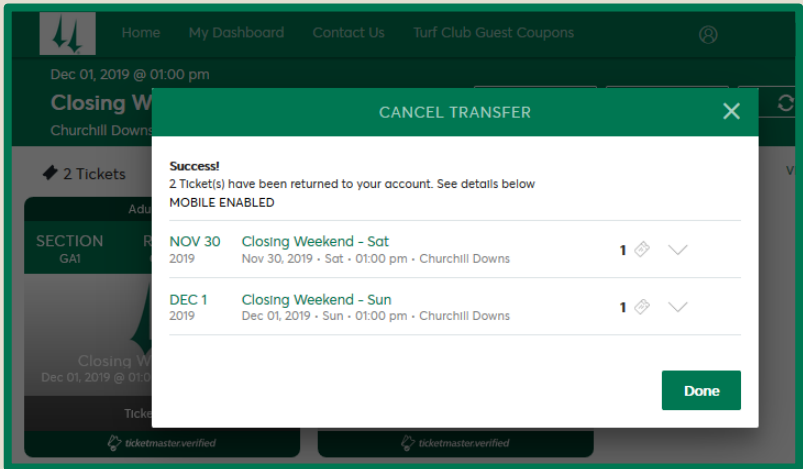 Home My Dashboard Contact Us Turf Club Guest Coupons
Dec 01, 2019 @ 01:00 pm
Closing W
Churchill Downs
CANCEL TRANSFER
Success!
2 Ticket(s) have been returned to your account. See details below
MOBILE ENABLED
NOV 30 Closing Weekend - Sat
2019 Nov 30, 2019 • Sat • 01:00 pm • Churchill Downs
1
DEC 1 Closing Weekend - Sun
2019 Dec 01, 2019 • Sun • 01:00 pm • Churchill Downs
1
Done
2 Tickets
Adu
SECTION R
GA1
Closing W
Dec 01, 2019 @ 01:0
Ticke
ticketmaster.verified ticketmaster.verified